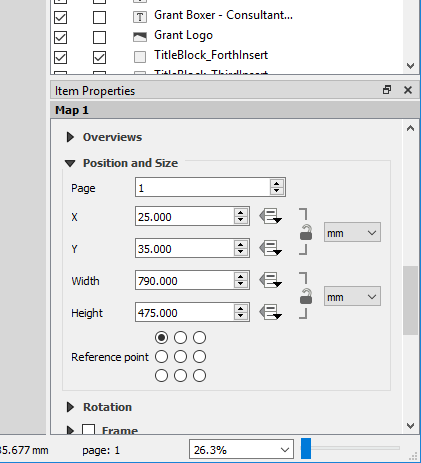 Grant Boxer - Consultant...
Grant Logo
TitleBlock_ForthInsert
TitleBlock_ThirdInsert
Item Properties
Map 1
Overviews
Position and Size
Page 1
X 25.000
mm
Y 35.000
Width 790.000
mm
Height 475.000
Reference point
Rotation
Frame
35.677 mm page: 1 26.3%